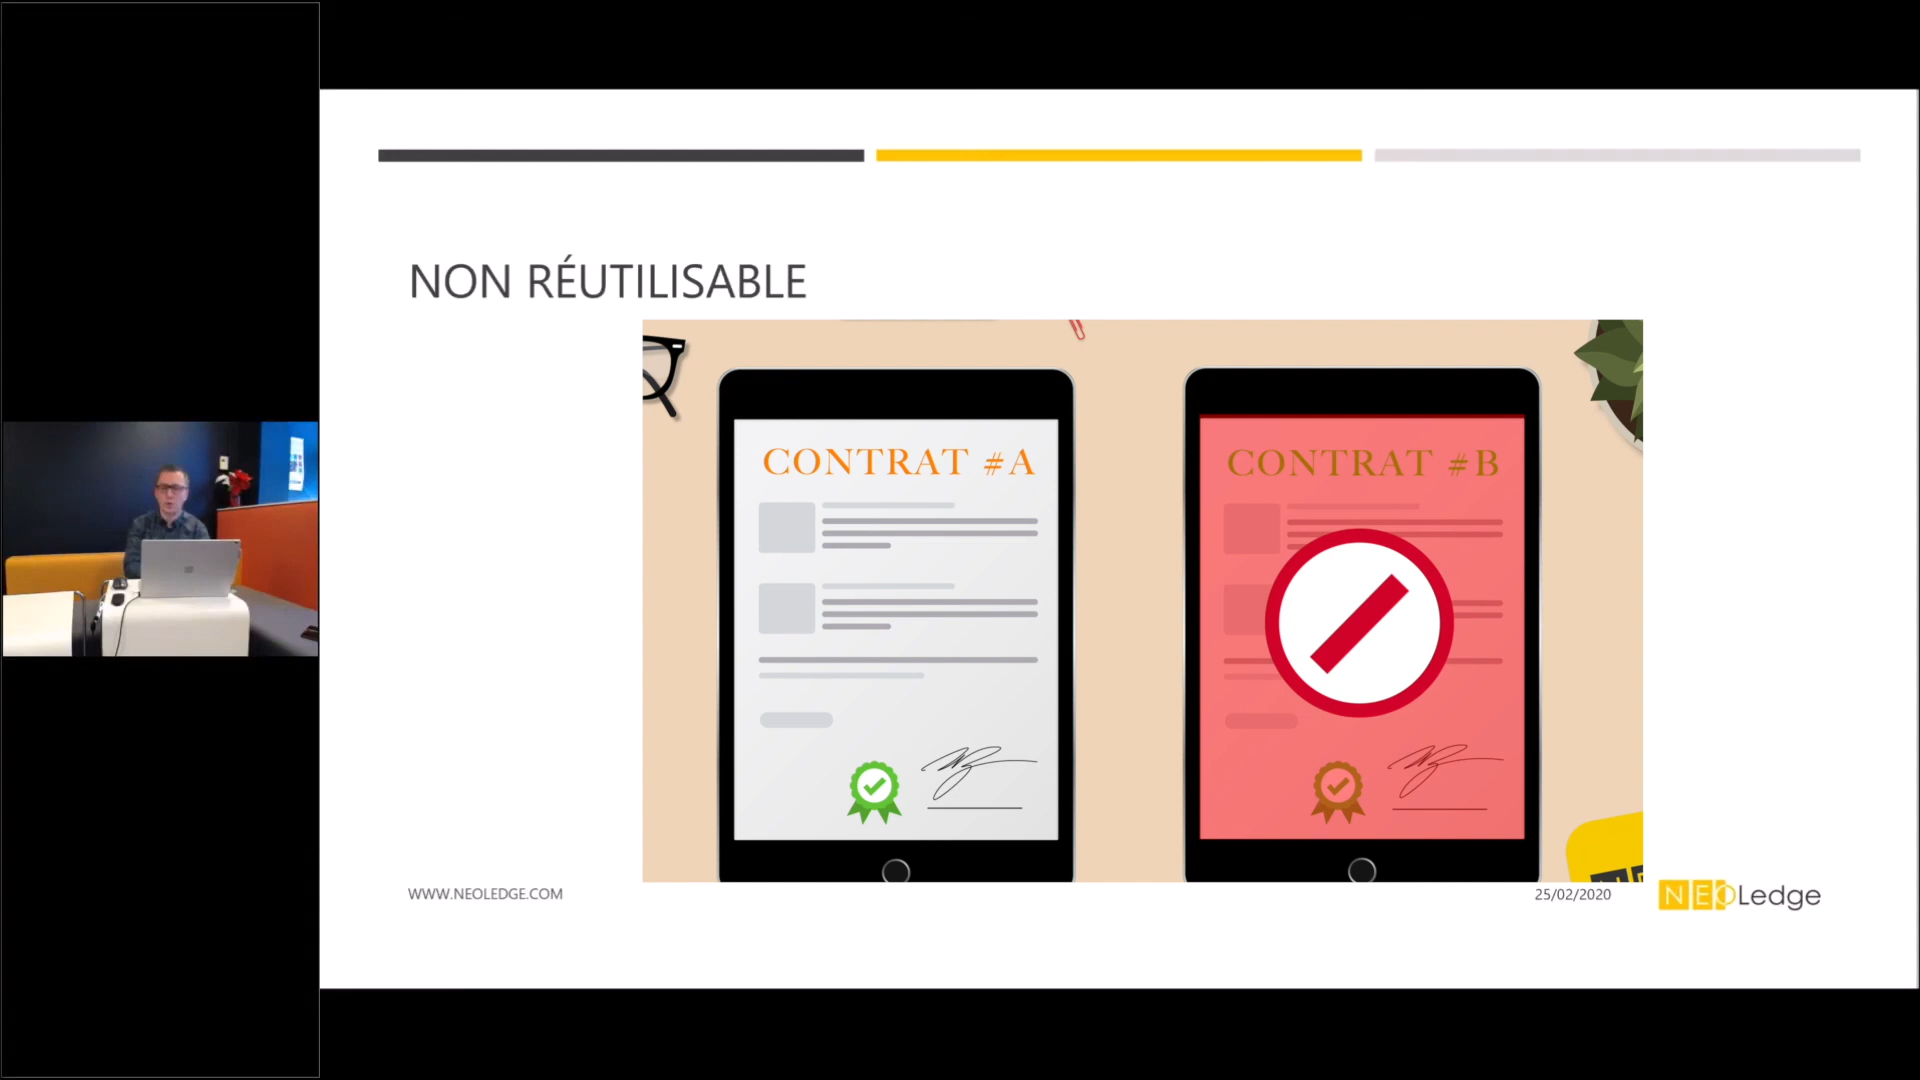 NON RÉUTILISABLE
CONTRAT #A
CONTRAT #B
WWW.NEOLEDGE.COM
25/02/2020
NEOLedge